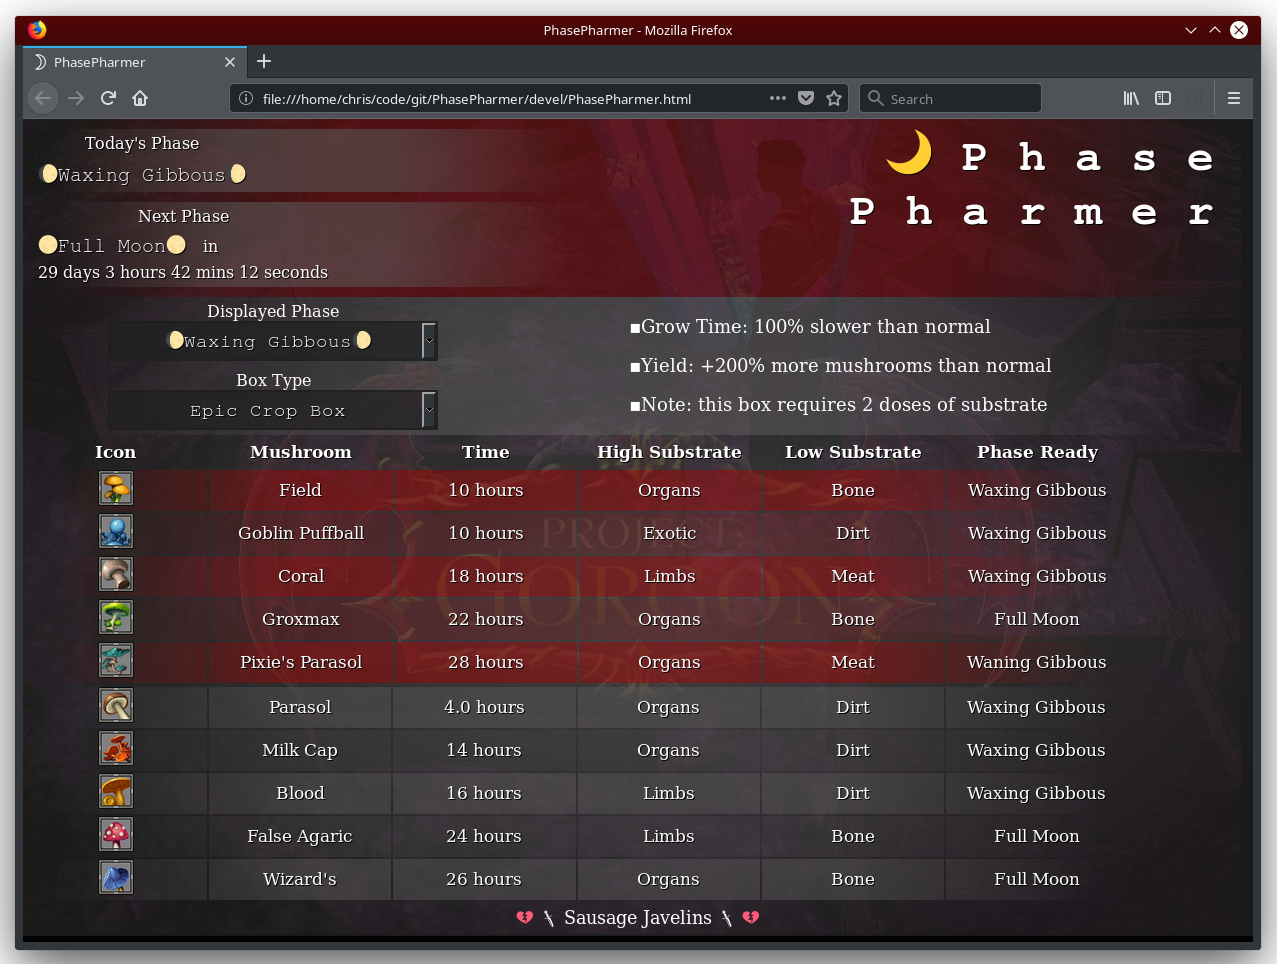 PhasePharmer - Mozilla Firefox
PhasePharmer
file:///home/chris/code/git/PhasePharmer/devel/PhasePharmer.html
Search
Today's Phase
Waxing Gibbous
Next Phase
Full Moon in
29 days 3 hours 42 mins 12 seconds
Phase
Pharmer
Displayed Phase
Waxing Gibbous
Box Type
Epic Crop Box
▪Grow Time: 100% slower than normal
▪Yield: +200% more mushrooms than normal
▪Note: this box requires 2 doses of substrate
Icon Mushroom Time High Substrate Low Substrate Phase Ready
Field 10 hours Organs Bone Waxing Gibbous
Goblin Puffball 10 hours Exotic Dirt Waxing Gibbous
Coral 18 hours Limbs Meat Waxing Gibbous
Groxmax 22 hours Organs Bone Full Moon
Pixie's Parasol 28 hours Organs Meat Waning Gibbous
Parasol 4.0 hours Organs Dirt Waxing Gibbous
Milk Cap 14 hours Organs Dirt Waxing Gibbous
Blood 16 hours Limbs Dirt Waxing Gibbous
False Agaric 24 hours Limbs Bone Full Moon
Wizard's 26 hours Organs Bone Full Moon
PROJECT:
GORGON
Sausage Javelins